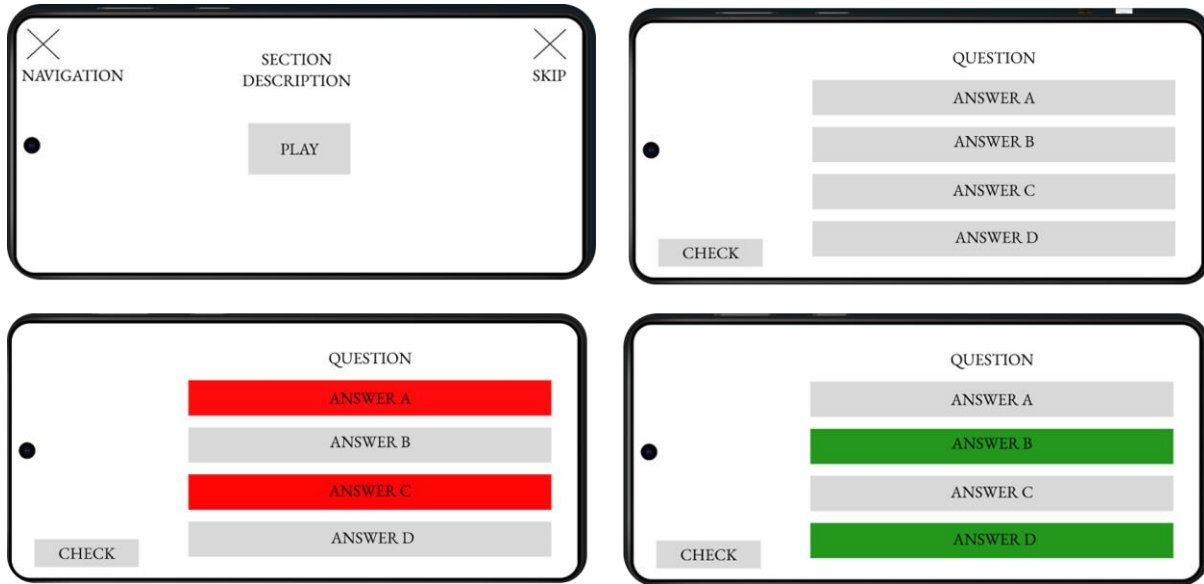 NAVIGATION
SECTION
DESCRIPTION
SKIP
PLAY
QUESTION
ANSWER A
ANSWER B
ANSWER C
ANSWER D
CHECK
QUESTION
ANSWER A
ANSWER B
ANSWER C
ANSWER D
CHECK
QUESTION
ANSWER A
ANSWER B
ANSWER C
ANSWER D
CHECK